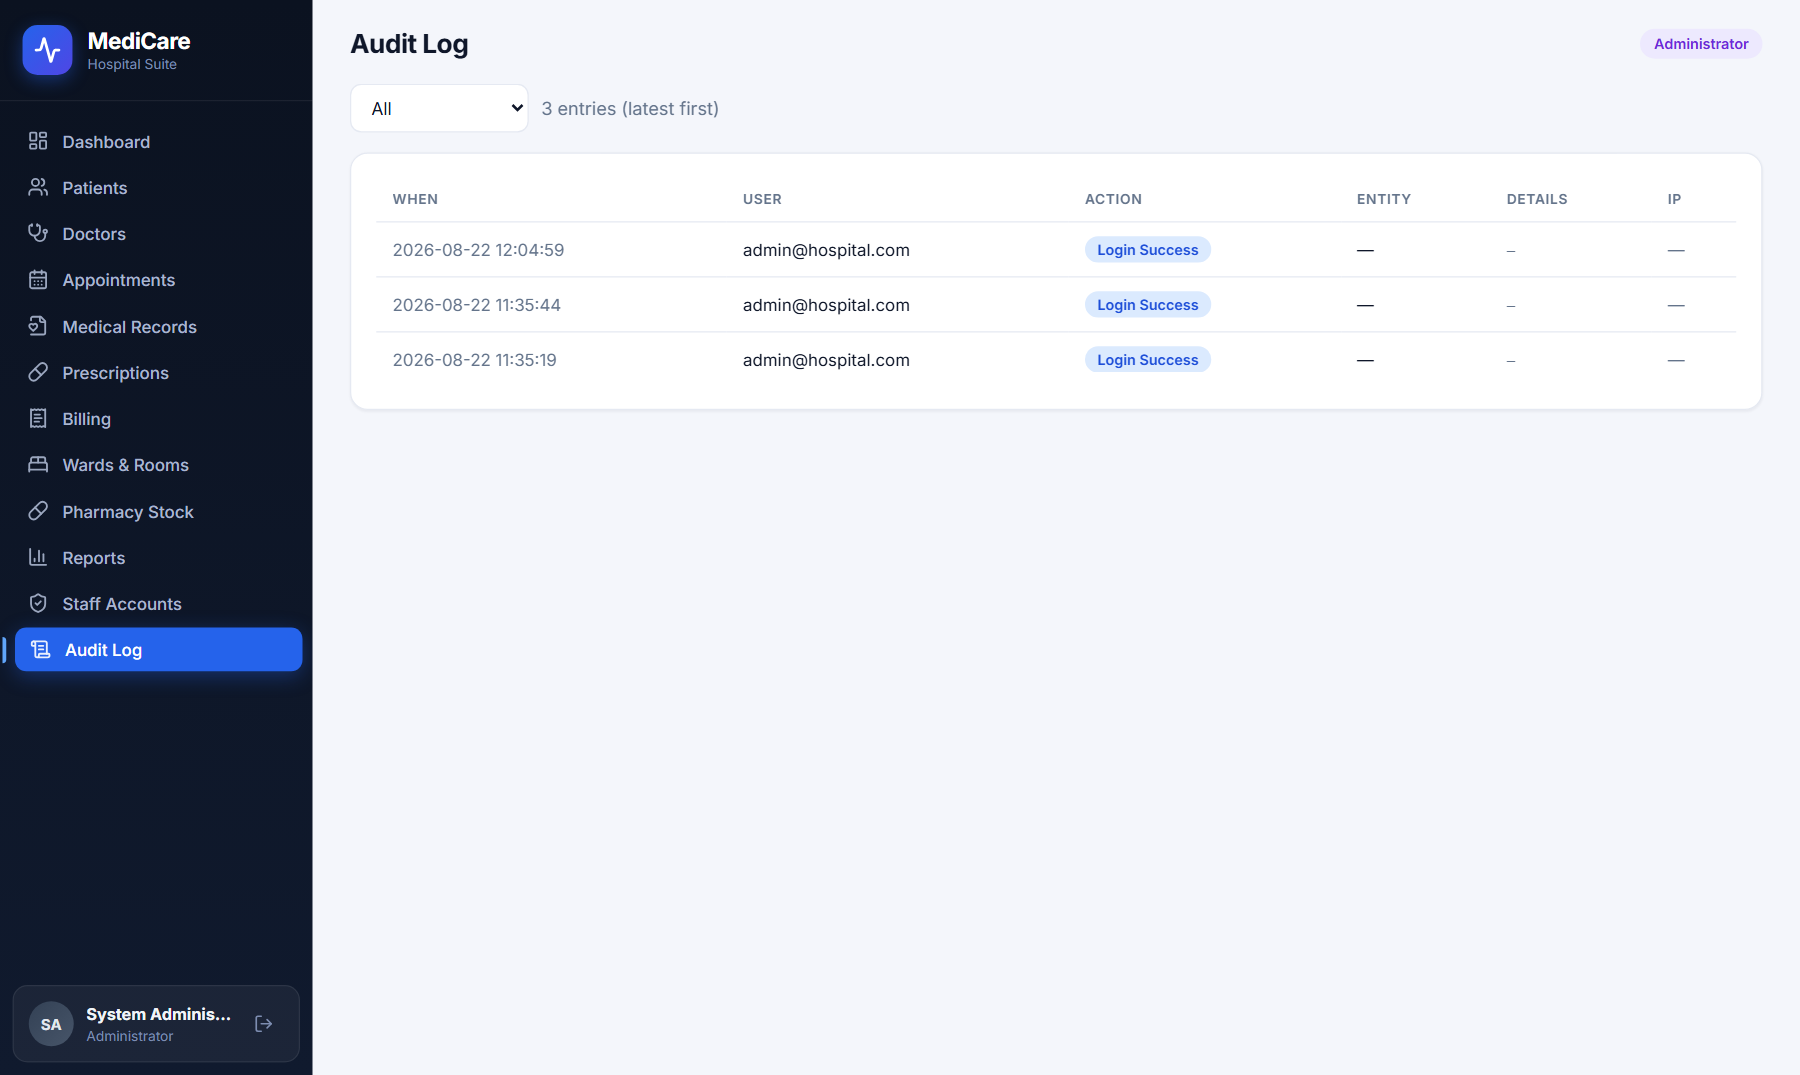 MediCare
Hospital Suite
Dashboard
Patients
Doctors
Appointments
Medical Records
Prescriptions
Billing
Wards & Rooms
Pharmacy Stock
Reports
Staff Accounts
Audit Log
SA
System Adminis...
Administrator
Audit Log
Administrator
All
3 entries (latest first)
WHEN USER ACTION ENTITY DETAILS IP
2026-08-22 12:04:59 admin@hospital.com Login Success — – —
2026-08-22 11:35:44 admin@hospital.com Login Success — – —
2026-08-22 11:35:19 admin@hospital.com Login Success — – —